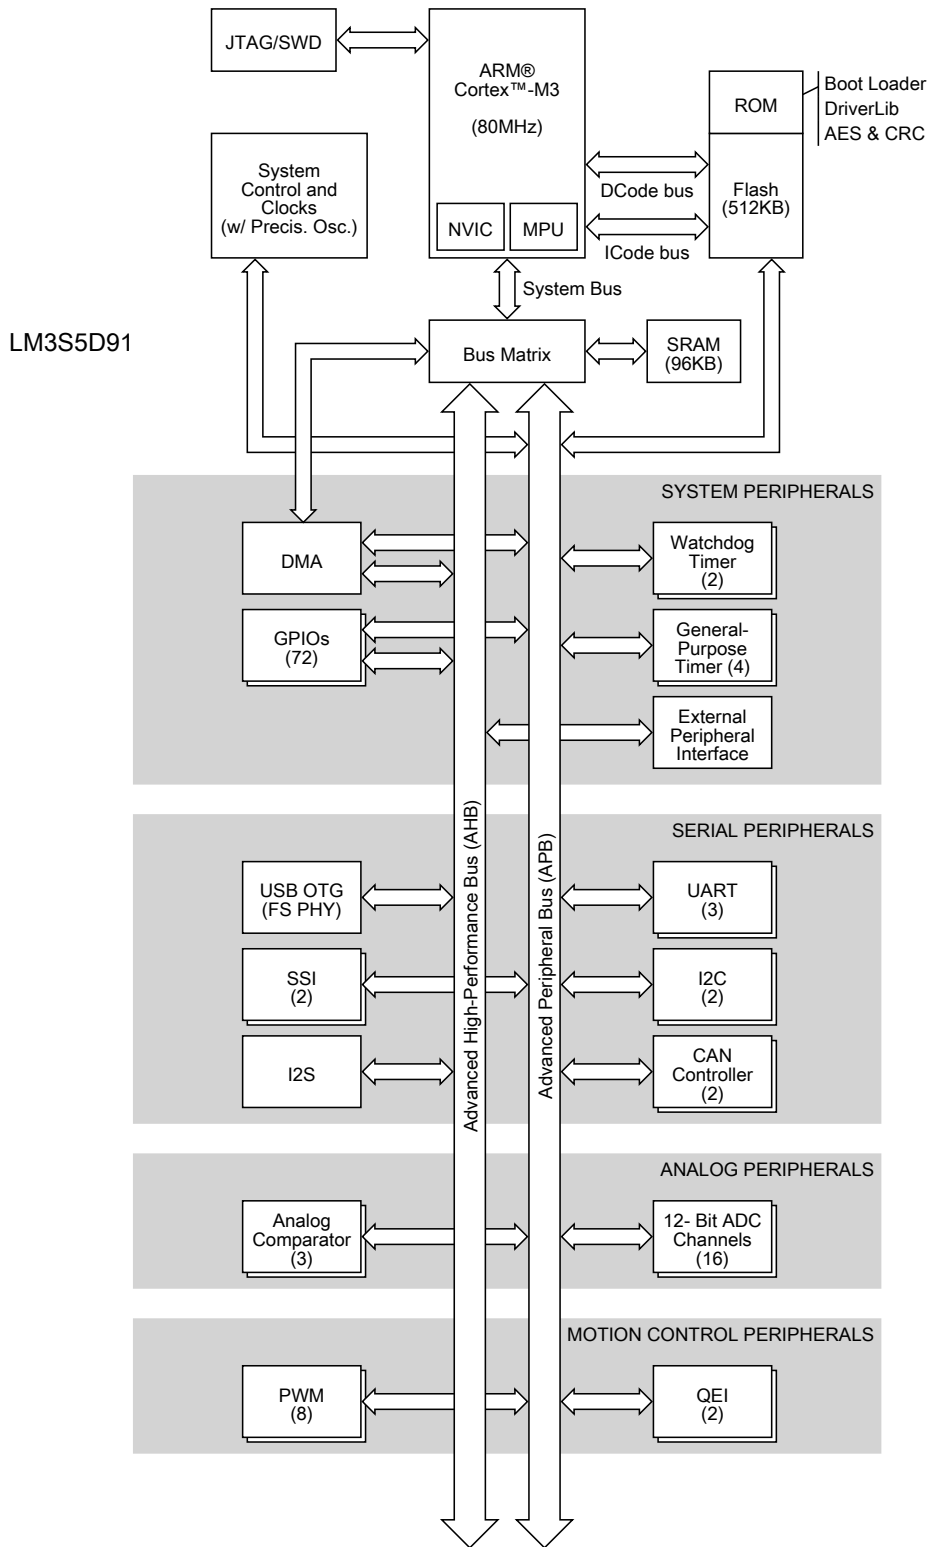 JTAG/SWD
ARM®
Cortex™-M3
(80MHz)
NVIC
MPU
ROM
Boot Loader
DriverLib
AES & CRC
System
Control and
Clocks
(w/ Precis. Osc.)
DCode bus
Flash
(512KB)
ICode bus
System Bus
LM3S5D91
Bus Matrix
SRAM
(96KB)
SYSTEM PERIPHERALS
DMA
Watchdog
Timer
(2)
GPIOs
(72)
General-
Purpose
Timer (4)
External
Peripheral
Interface
Advanced High-Performance Bus (AHB)
Advanced Peripheral Bus (APB)
SERIAL PERIPHERALS
USB OTG
(FS PHY)
UART
(3)
SSI
(2)
I2C
(2)
I2S
CAN
Controller
(2)
ANALOG PERIPHERALS
Analog
Comparator
(3)
12- Bit ADC
Channels
(16)
MOTION CONTROL PERIPHERALS
PWM
(8)
QEI
(2)